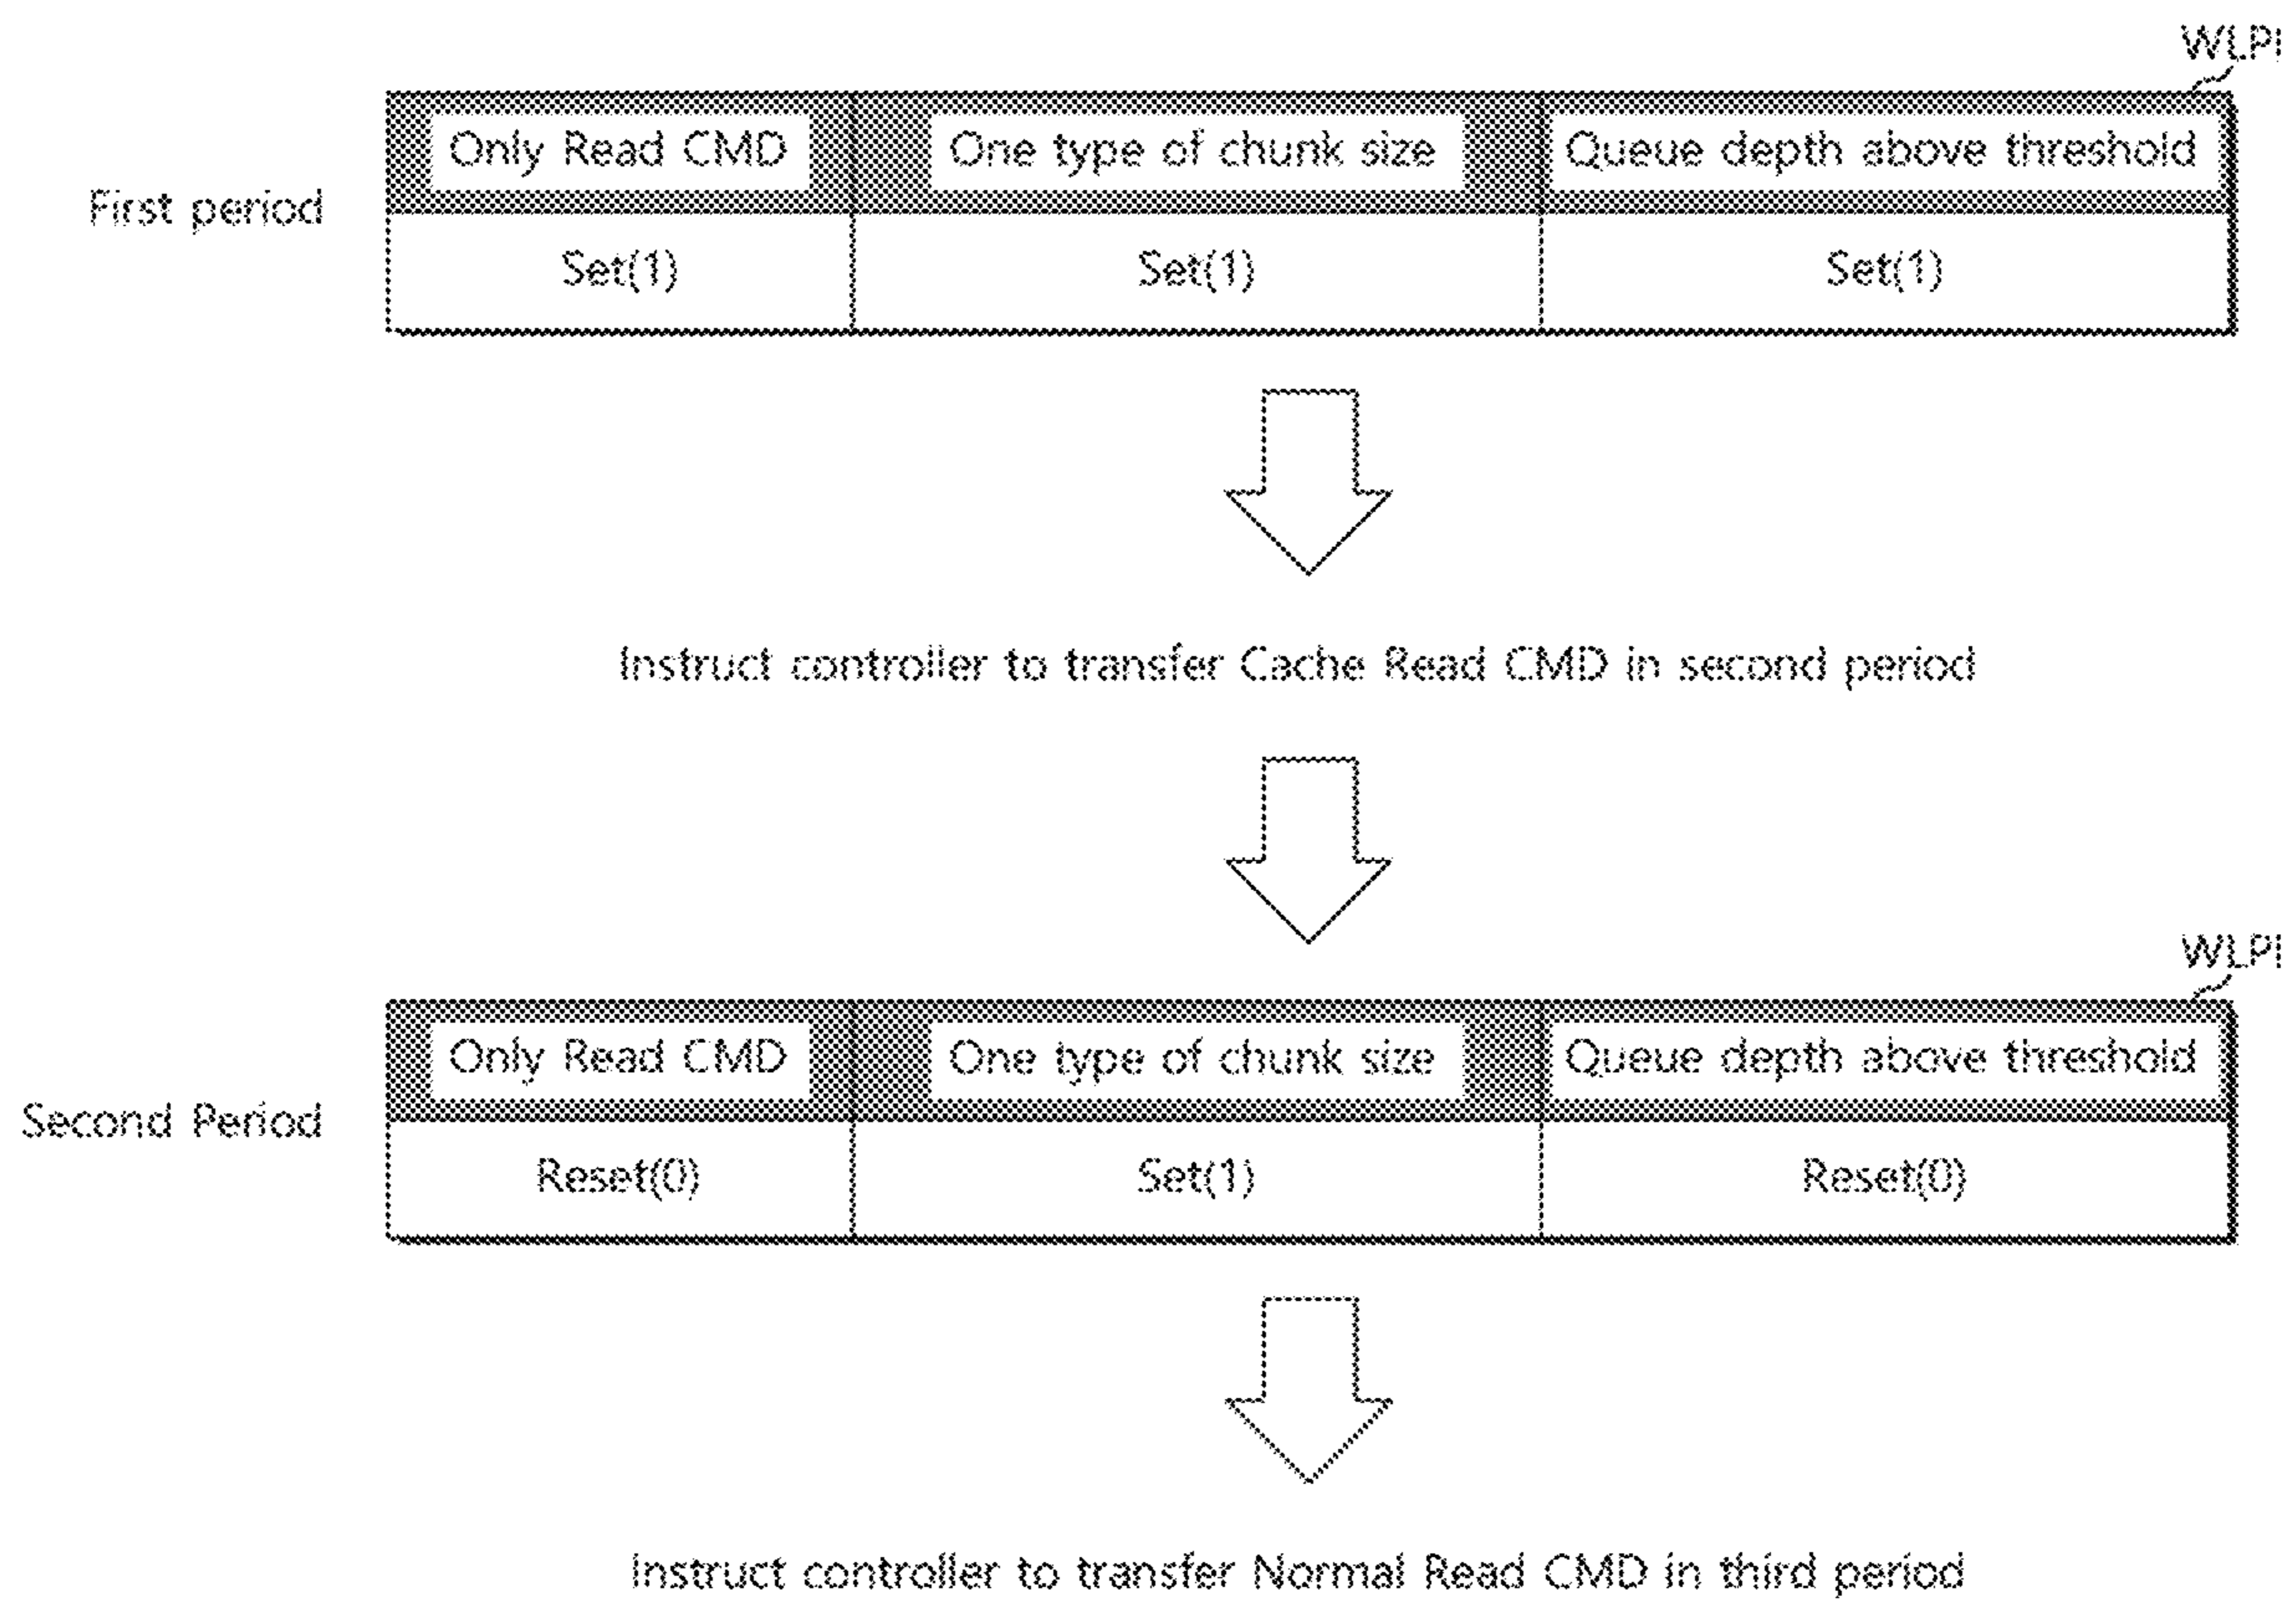 WLPI
Only Read CMD One type of chunk size Queue depth above threshold
First period
Set(1) Set(1) Set(1)
Instruct controller to transfer Cache Read CMD in second period
WLPI
Only Read CMD One type of chunk size Queue depth above threshold
Second Period
Reset(0) Set(1) Reset(0)
Instruct controller to transfer Normal Read CMD in third period